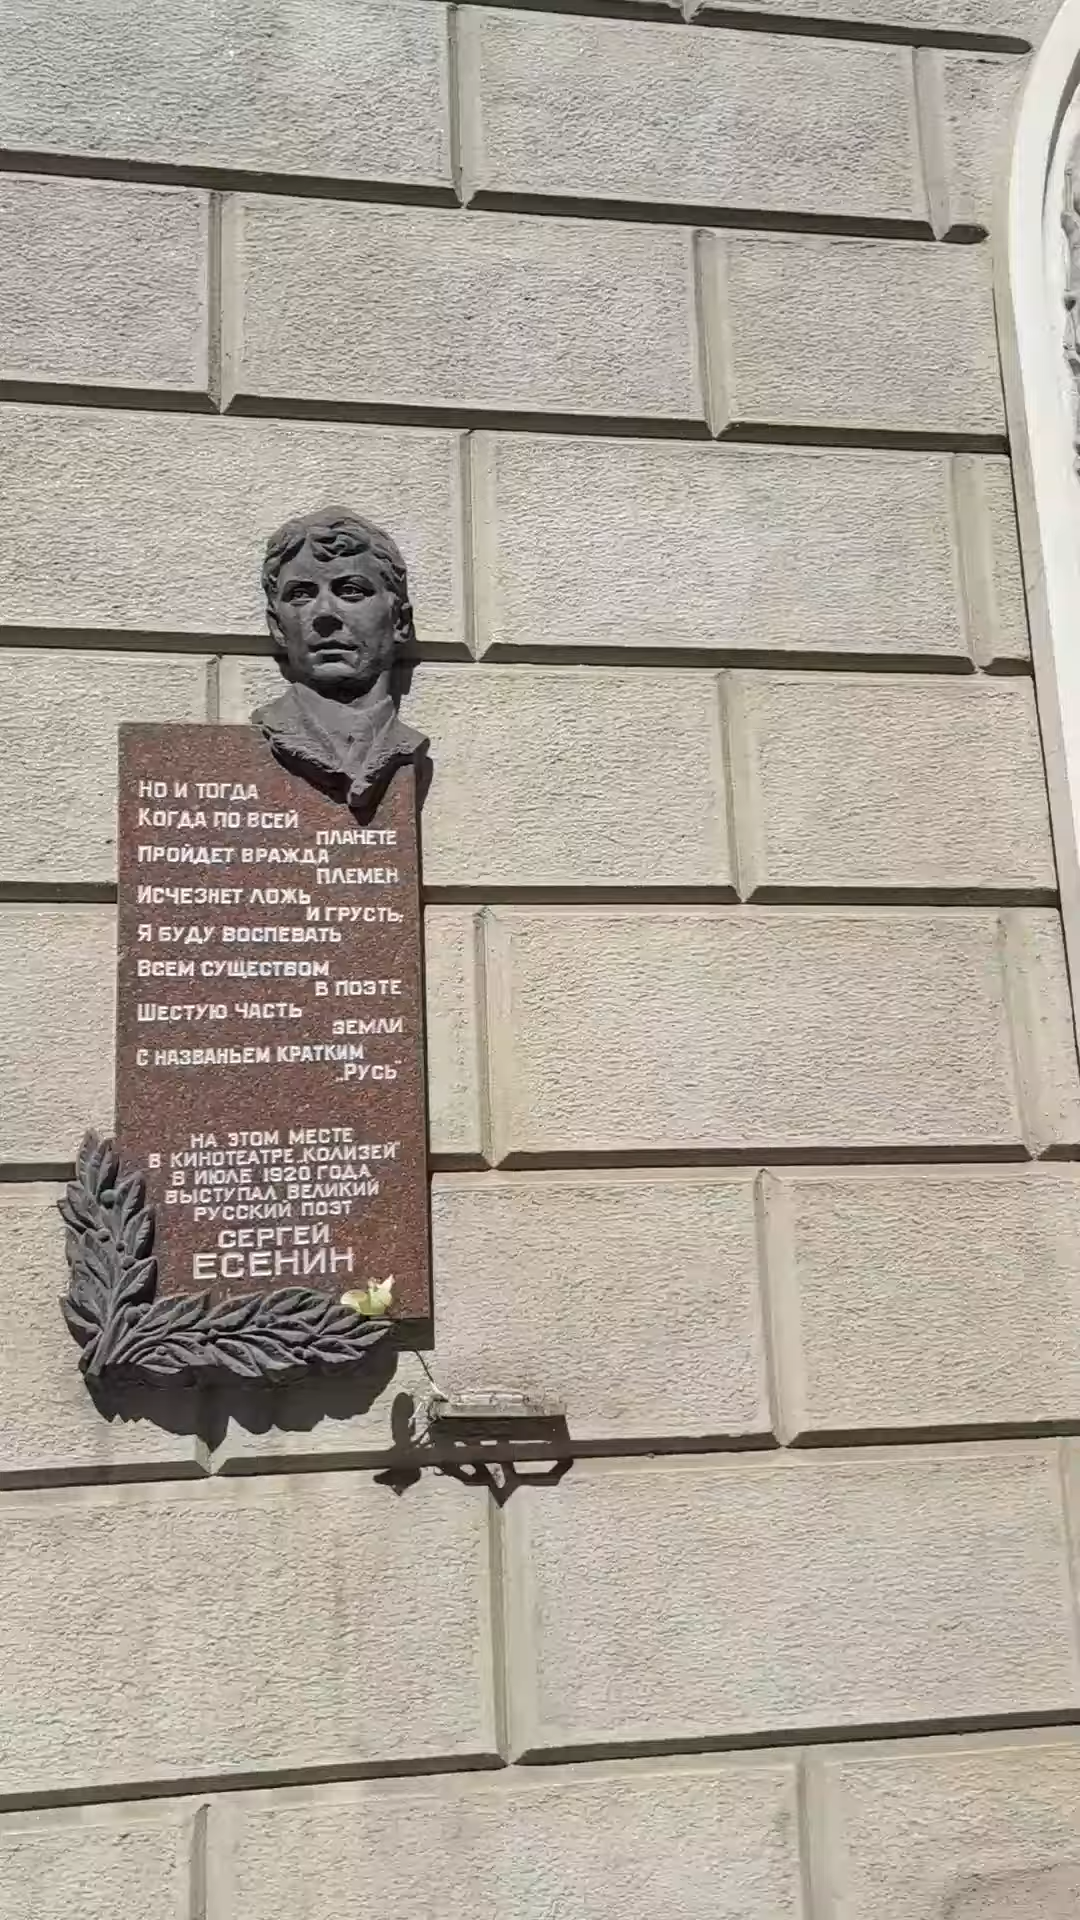 Но и тогда
Когда по всей
планете
Пройдет вражда
племен
Исчезнет ложь
и грусть,
Я буду воспевать
Всем существом
в поэте
Шестую часть
земли
С названьем кратким
„Русь"
НА ЭТОМ МЕСТЕ
В КИНОТЕАТРЕ „КОЛИЗЕЙ"
В ИЮЛЕ 1920 ГОДА
ВЫСТУПАЛ ВЕЛИКИЙ
РУССКИЙ ПОЭТ
СЕРГЕЙ
ЕСЕНИН